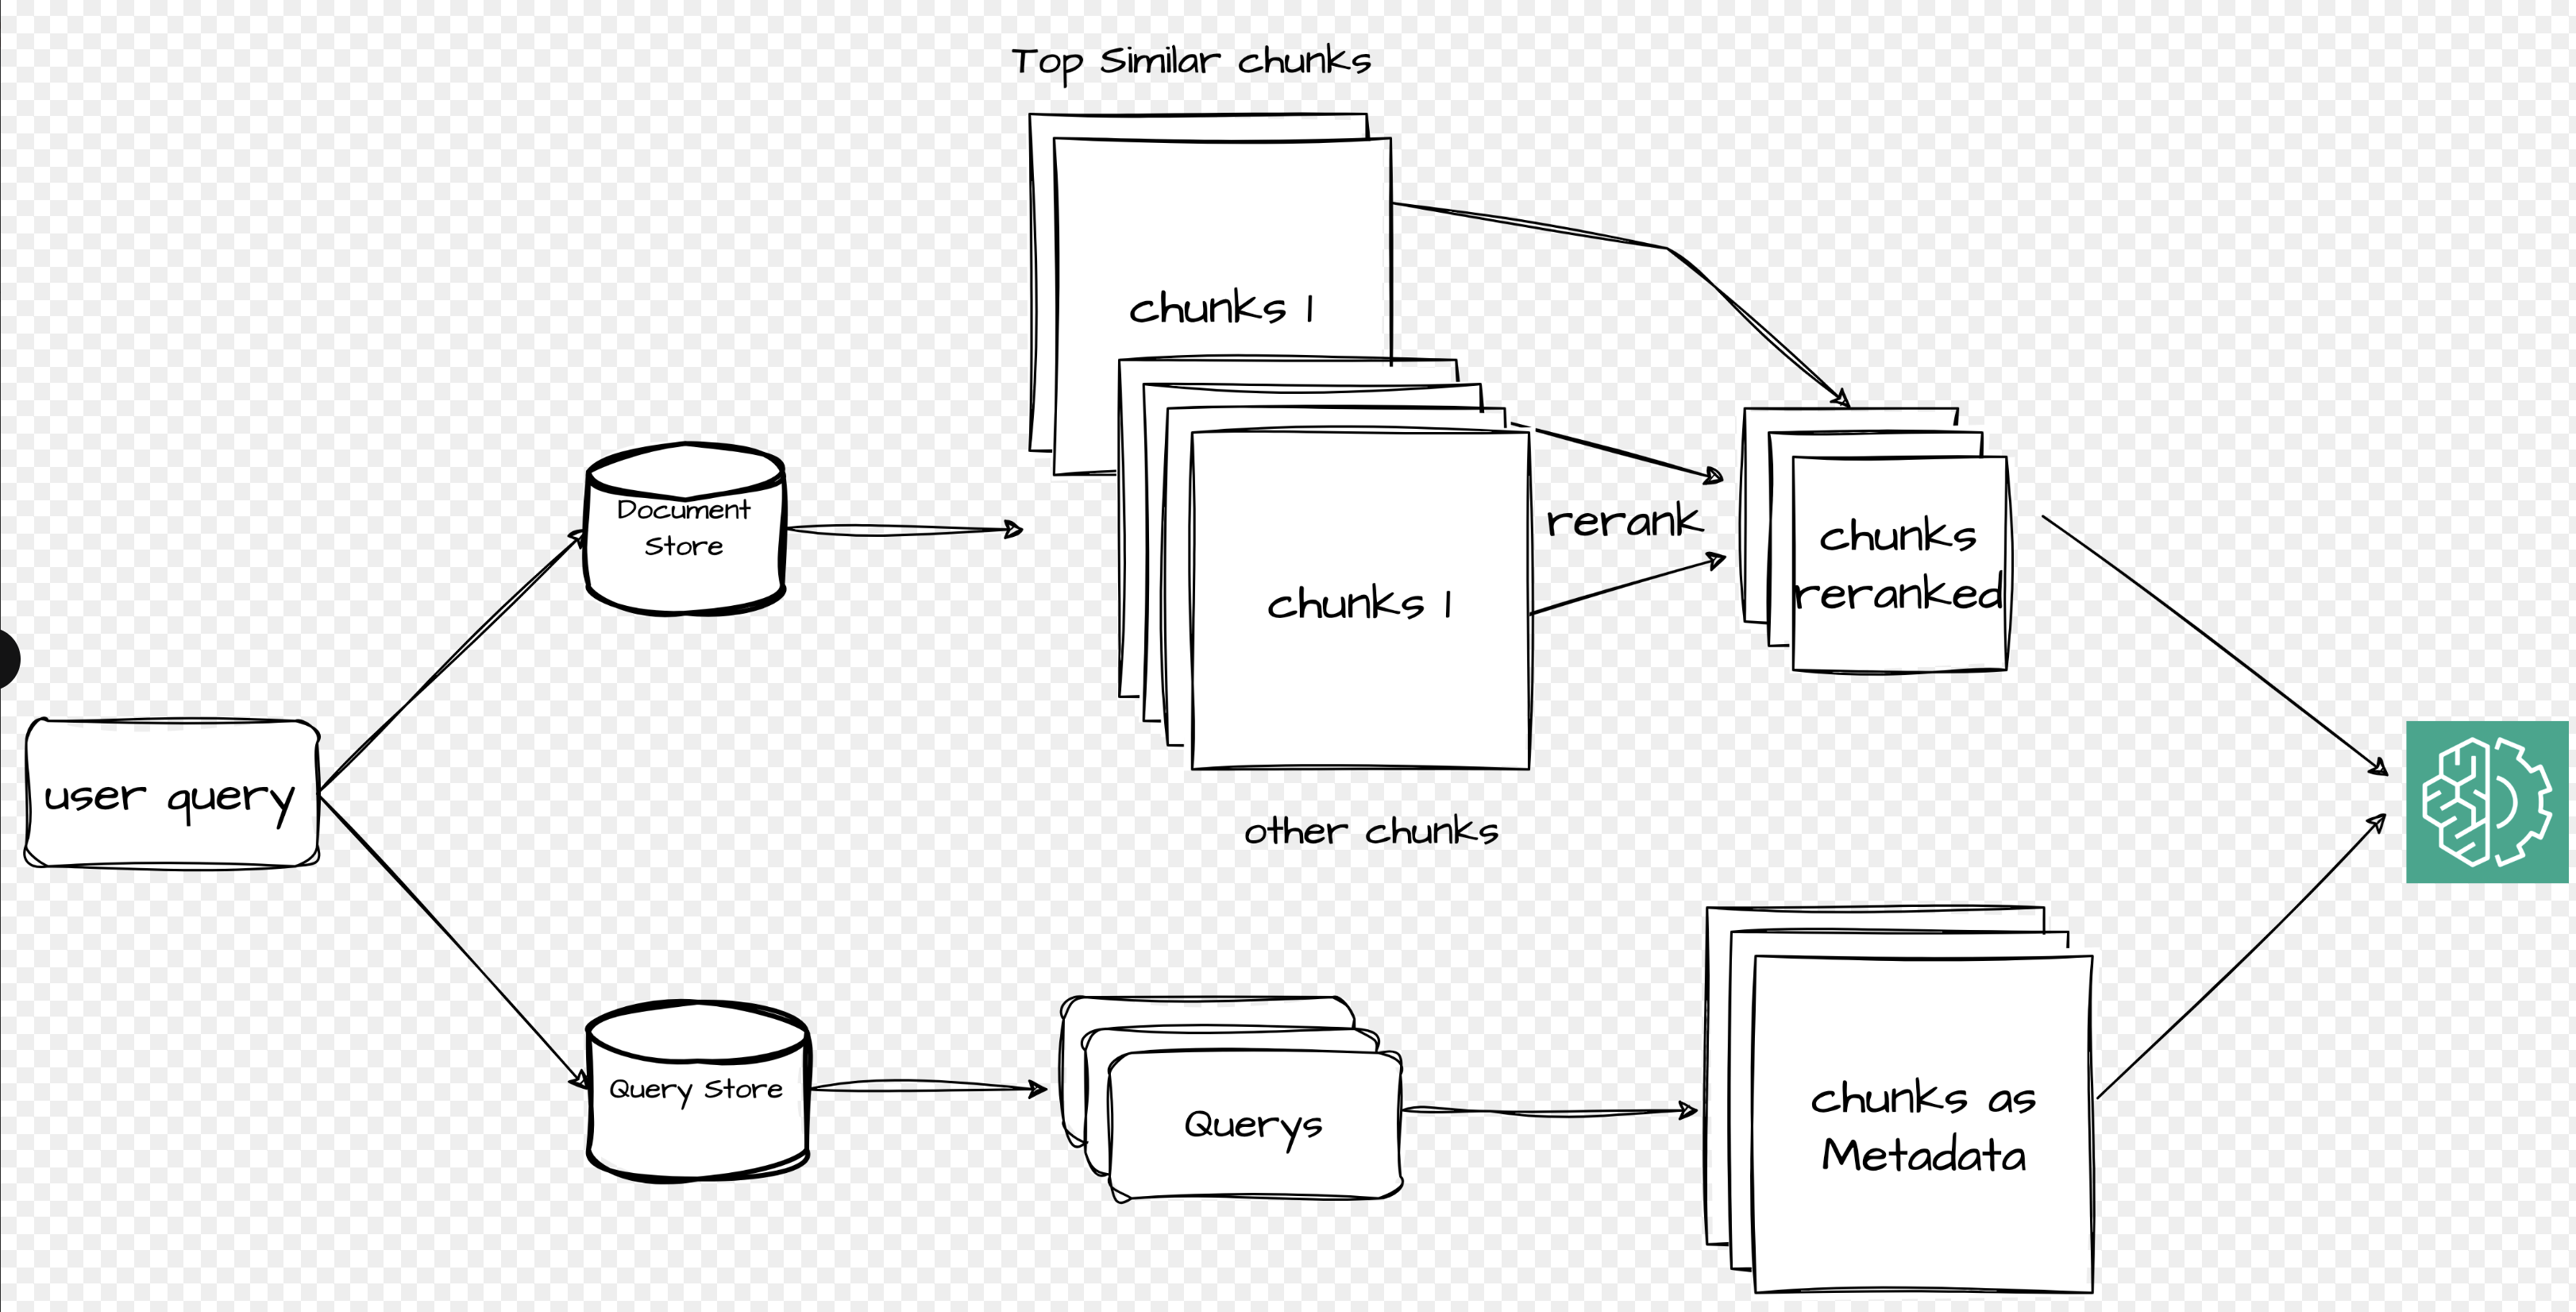 Top Similar chunks
chunks 1
Document
Store
rerank
chunks
reranked
chunks 1
user query
other chunks
Query Store
Querys
chunks as
Metadata